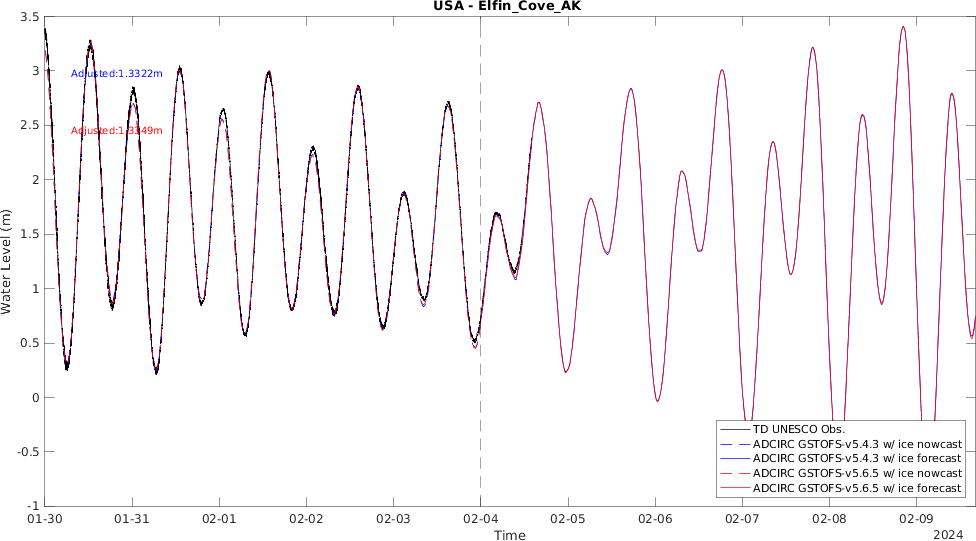 USA - Elfin_Cove_AK
3.5
3
2.5
2
1.5
1
0.5
0
-0.5
-1
Water Level (m)
Adjusted:1.3322m
Adjusted:1.3349m
TD UNESCO Obs.
ADCIRC GSTOFS-v5.4.3 w/ ice nowcast
ADCIRC GSTOFS-v5.4.3 w/ ice forecast
ADCIRC GSTOFS-v5.6.5 w/ ice nowcast
ADCIRC GSTOFS-v5.6.5 w/ ice forecast
01-30 01-31 02-01 02-02 02-03 02-04 02-05 02-06 02-07 02-08 02-09
Time
2024